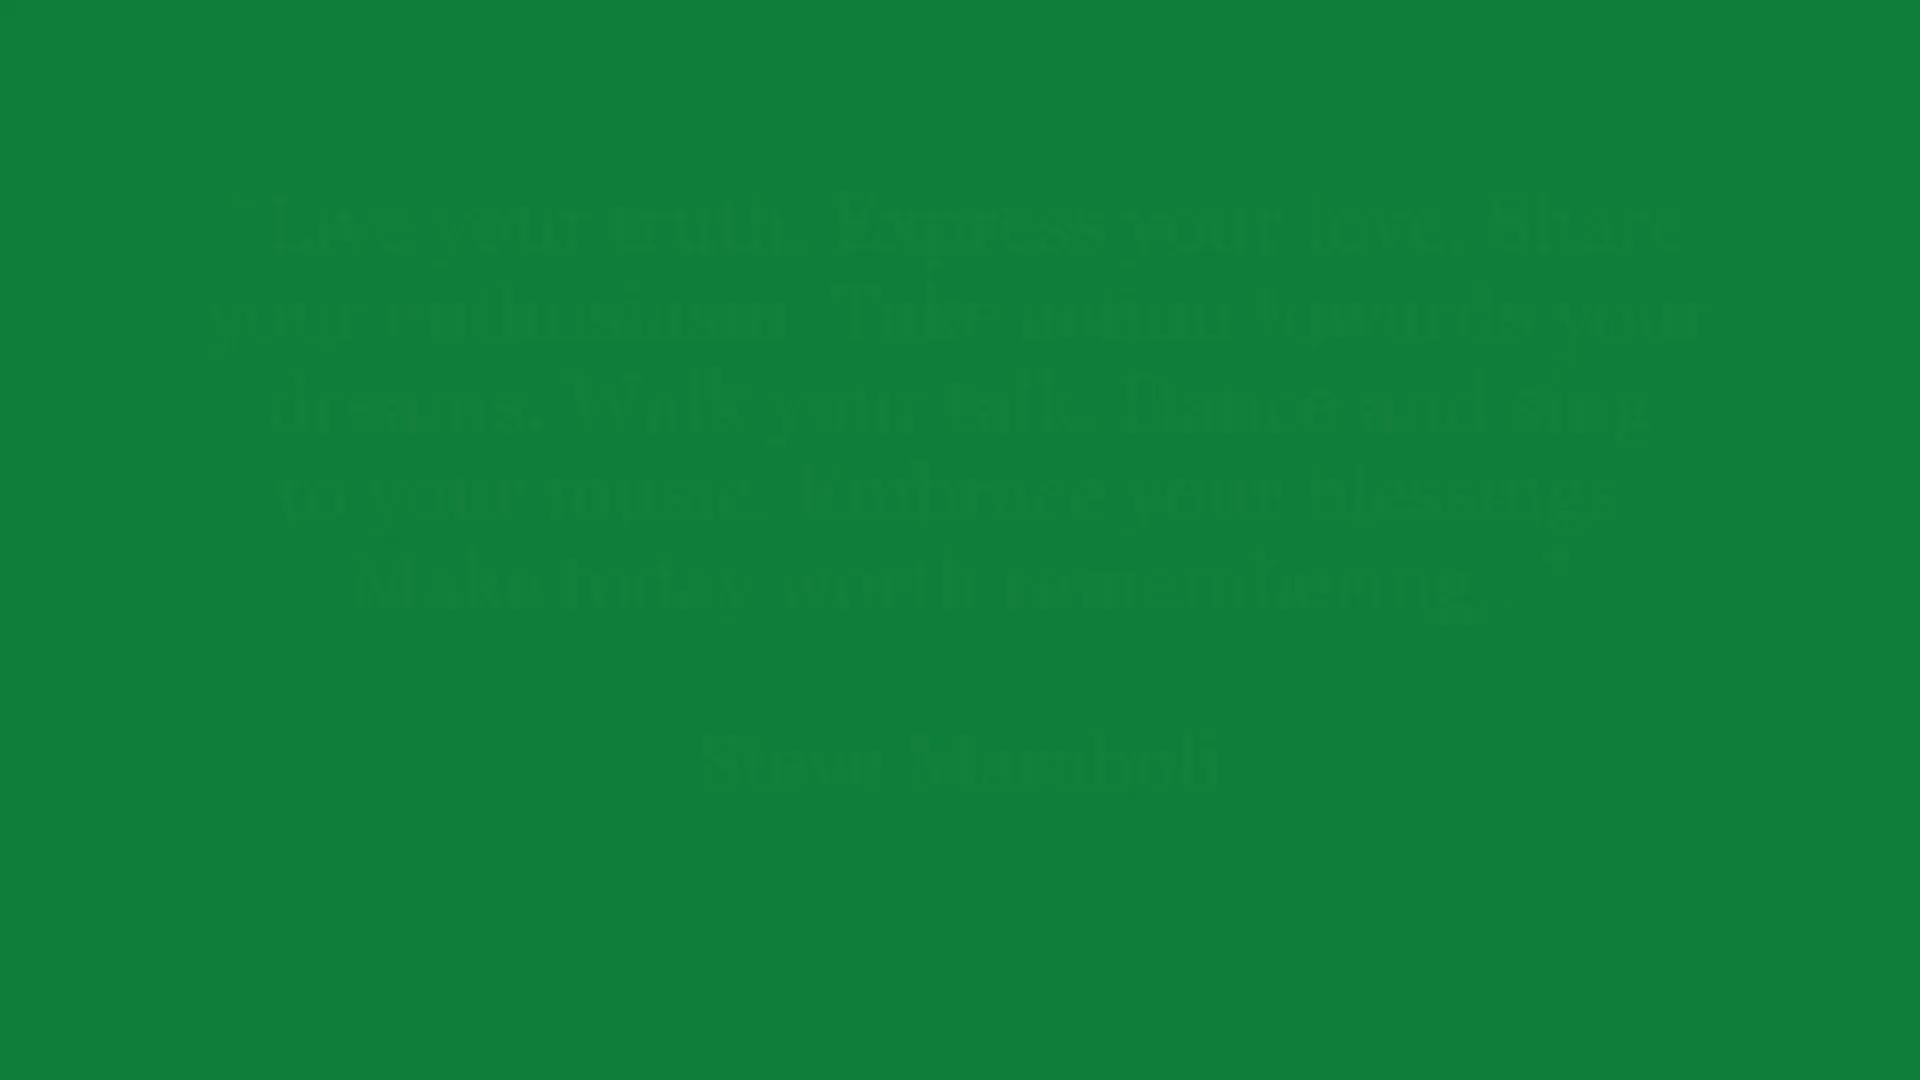 "Live your truth. Express your love. Share
your enthusiasm. Take action towards your
dreams. Walk your talk. Dance and sing
to your music. Embrace your blessings.
Make today worth remembering."
Steve Maraboli